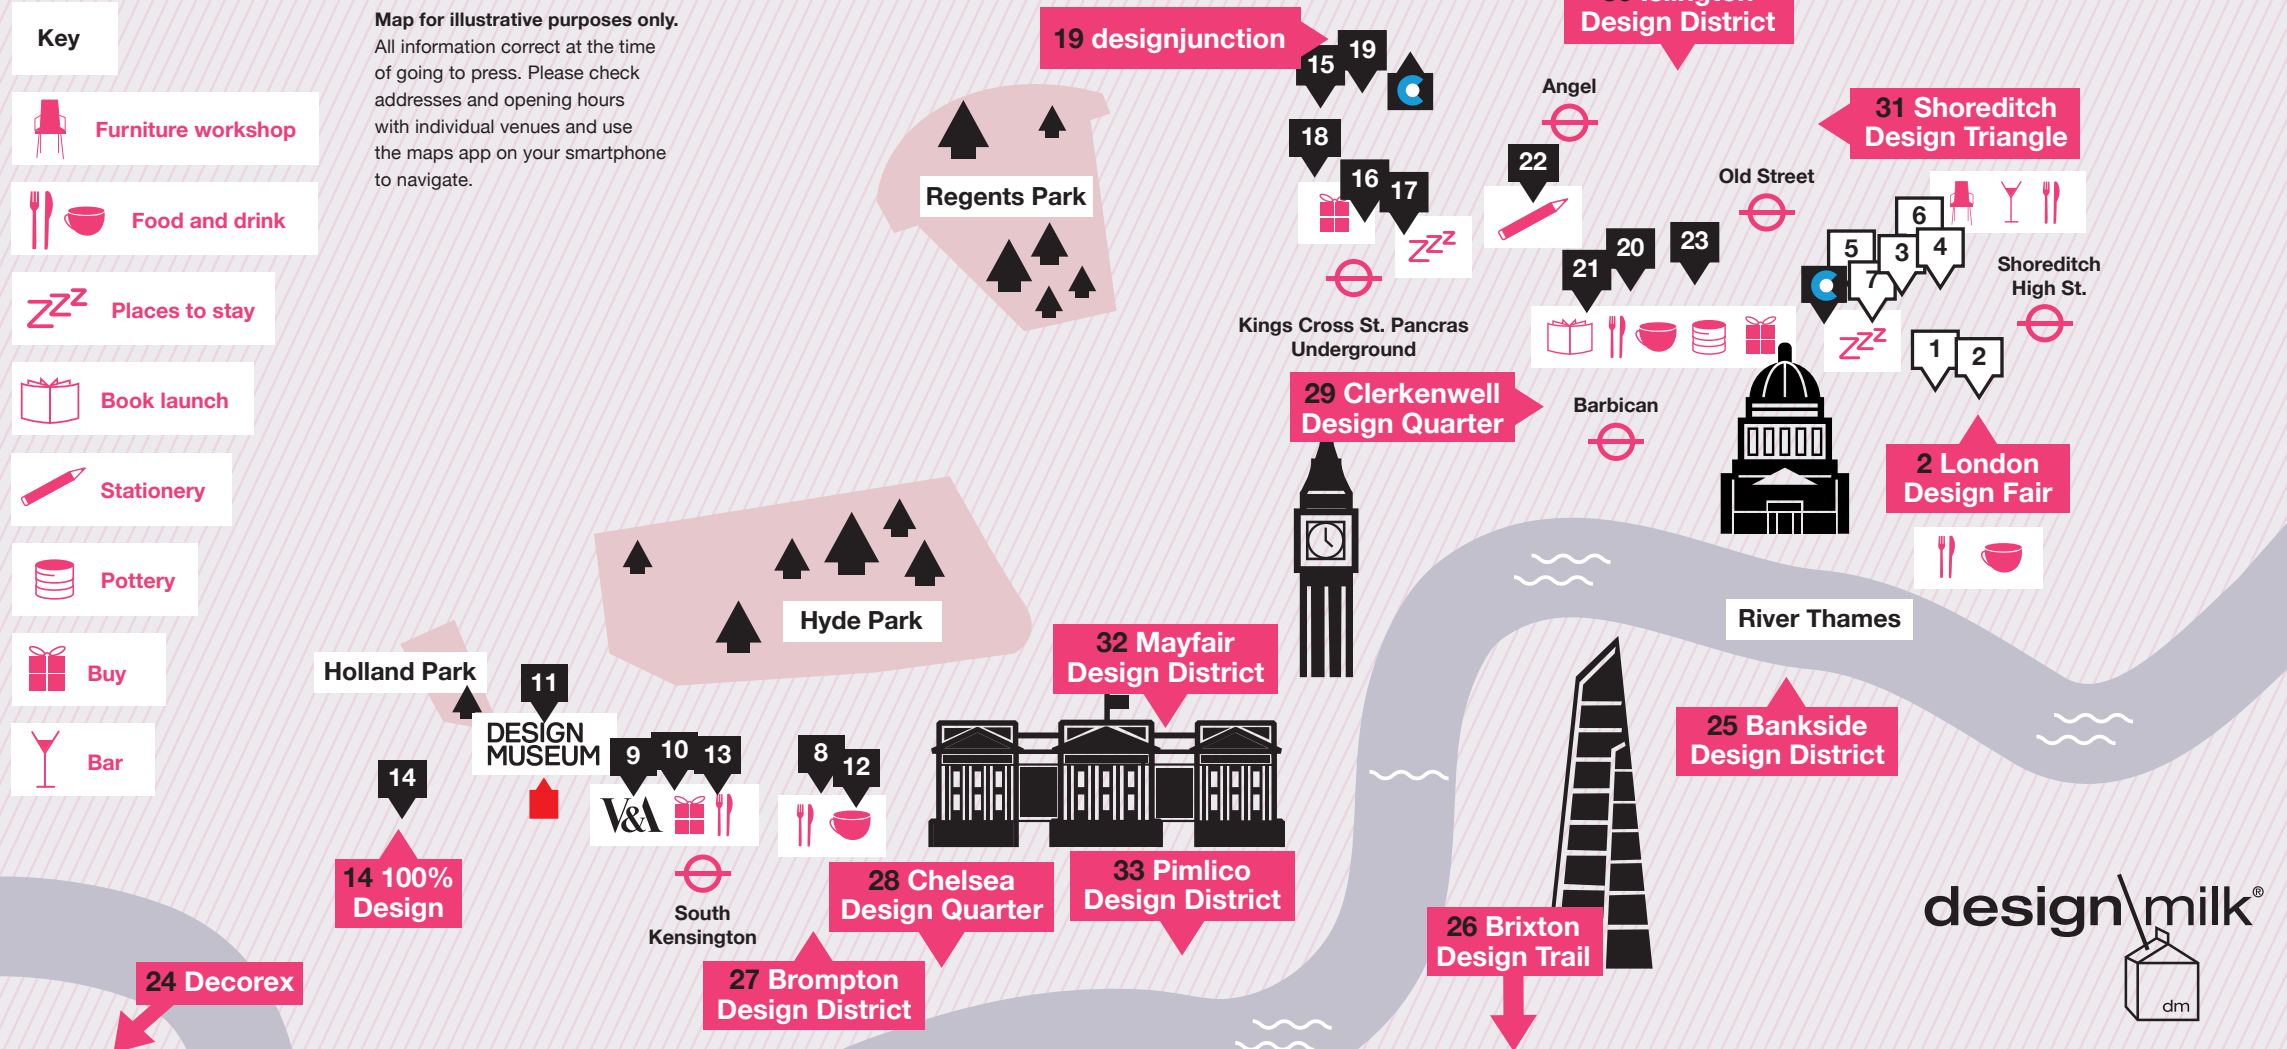 Key
Furniture workshop
Food and drink
Places to stay
Book launch
Stationery
Pottery
Buy
Bar
Map for illustrative purposes only.
All information correct at the time
of going to press. Please check
addresses and opening hours
with individual venues and use
the maps app on your smartphone
to navigate.
Regents Park
19 designjunction
15
19
18
16
17
ZZZ
Kings Cross St. Pancras
Underground
Design District
Angel
22
21
20
23
Old Street
31 Shoreditch
Design Triangle
6
5
3
4
7
ZZZ
Shoreditch
High St.
1
2
29 Clerkenwell
Design Quarter
Barbican
2 London
Design Fair
Hyde Park
Holland Park
11
DESIGN
MUSEUM
14
14 100%
Design
9
10
13
V&A
8
12
South
Kensington
32 Mayfair
Design District
28 Chelsea
Design Quarter
33 Pimlico
Design District
27 Brompton
Design District
24 Decorex
River Thames
25 Bankside
Design District
26 Brixton
Design Trail
design milk®
dm